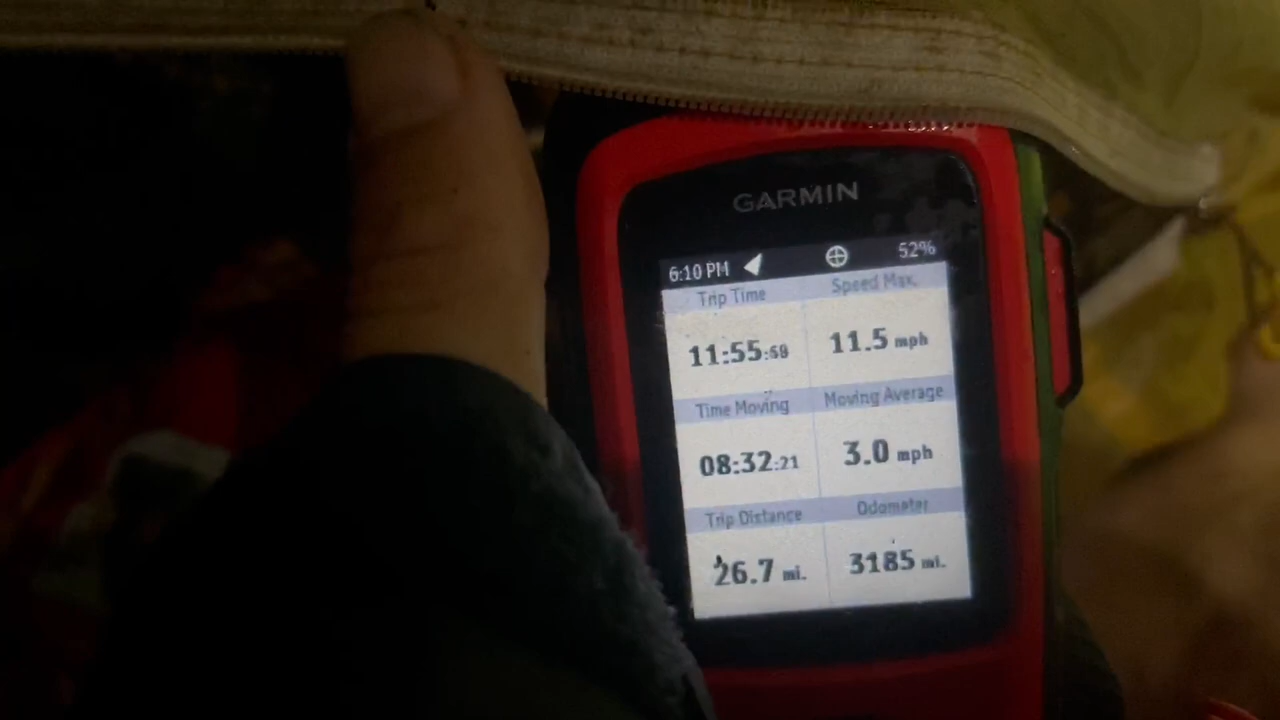 GARMIN
6:10 PM 52%
Trip Time Speed Max.
11:55:59 11.5 mph
Time Moving Moving Average
08:32:21 3.0 mph
Trip Distance Odometer
26.7 mi. 3185 mi.